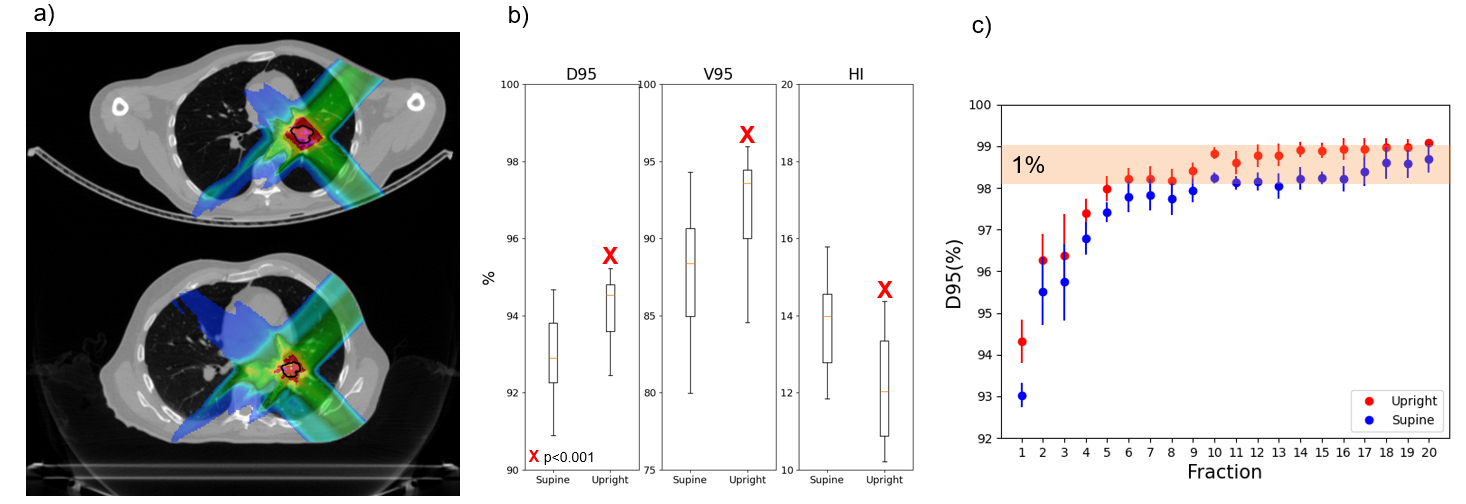 a)
b)
c)
D95
V95
HI
%
100
98
96
94
92
90
100
95
90
85
80
75
20
18
16
14
12
10
X
X
X
X p<0.001
Supine Upright
Supine Upright
Supine Upright
D95(%)
100
99
98
97
96
95
94
93
92
1%
Upright
Supine
1 2 3 4 5 6 7 8 9 10 11 12 13 14 15 16 17 18 19 20
Fraction